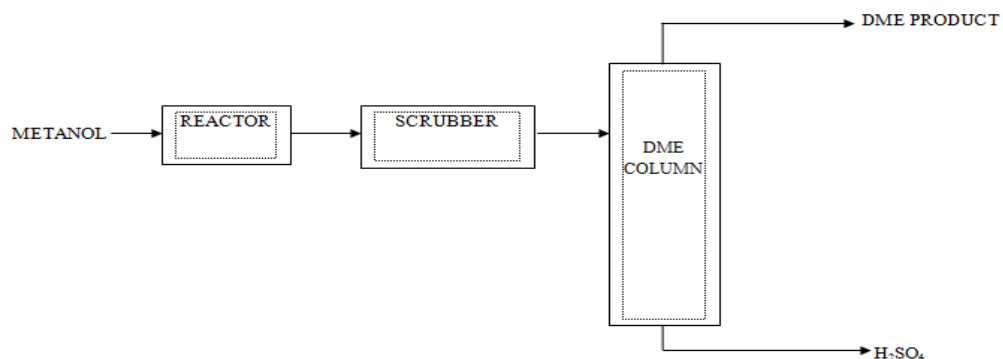 DME PRODUCT
METANOL
REACTOR
SCRUBBER
DME
COLUMN
H₂SO₄